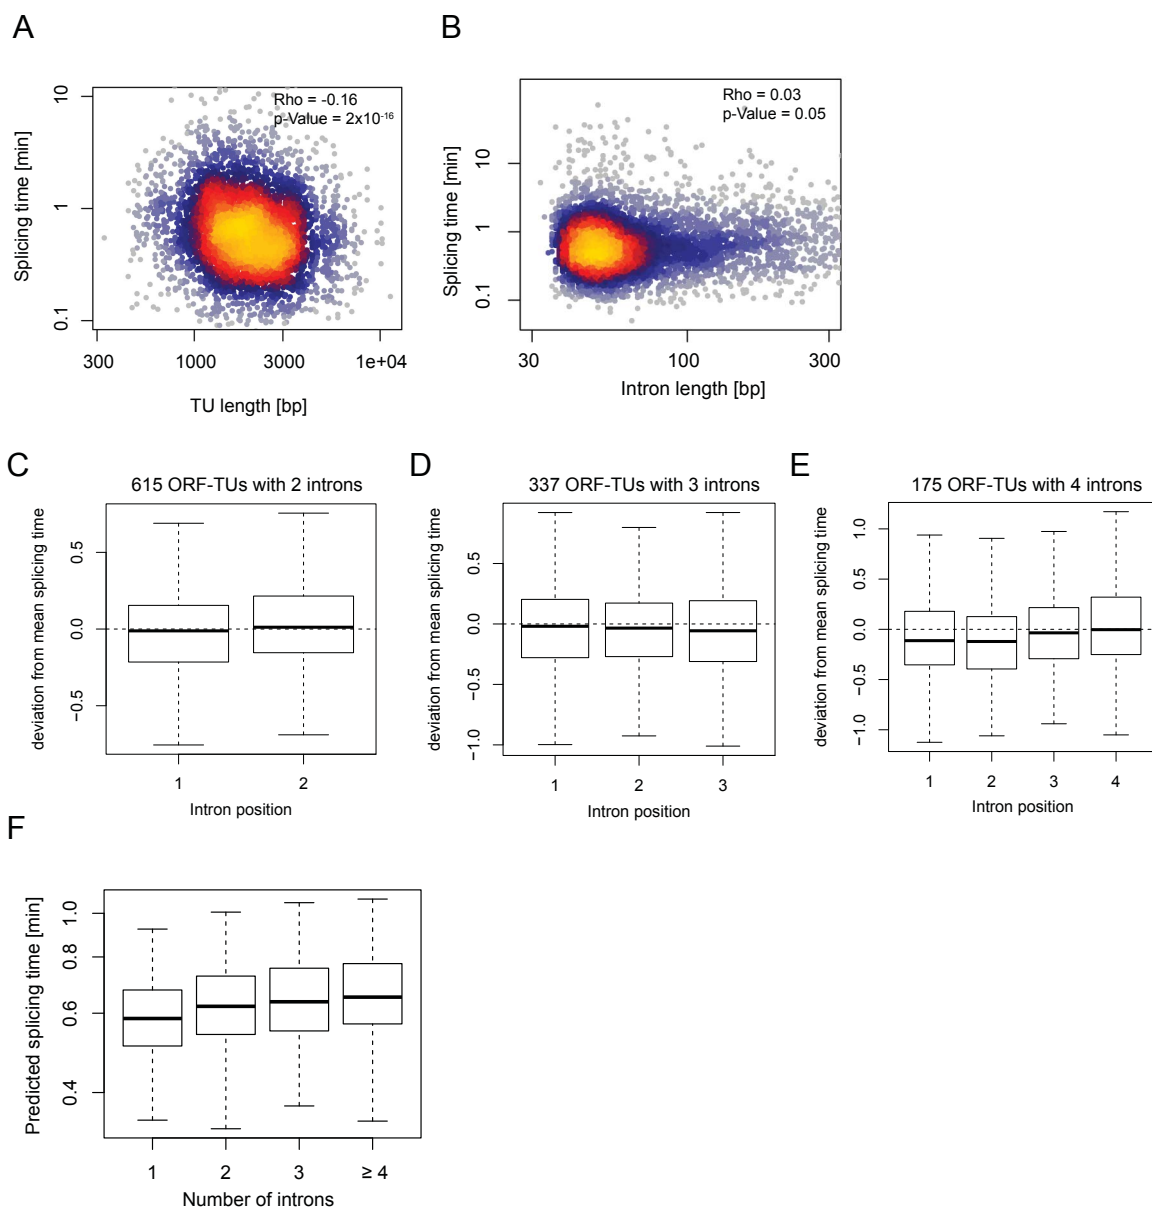 A
B
Rho = -0.16
p-Value = 2x10⁻¹⁶
Rho = 0.03
p-Value = 0.05
Splicing time [min]
10
1
0.1
300 1000 3000 1e+04
TU length [bp]
Splicing time [min]
10
1
0.1
30 100 300
Intron length [bp]
C
615 ORF-TUs with 2 introns
deviation from mean splicing time
0.5
0.0
−0.5
1 2
Intron position
D
337 ORF-TUs with 3 introns
deviation from mean splicing time
0.5
0.0
−0.5
−1.0
1 2 3
Intron position
E
175 ORF-TUs with 4 introns
deviation from mean splicing time
1.0
0.5
0.0
−0.5
−1.0
1 2 3 4
Intron position
F
Predicted splicing time [min]
1.0
0.8
0.6
0.4
1 2 3 ≥ 4
Number of introns